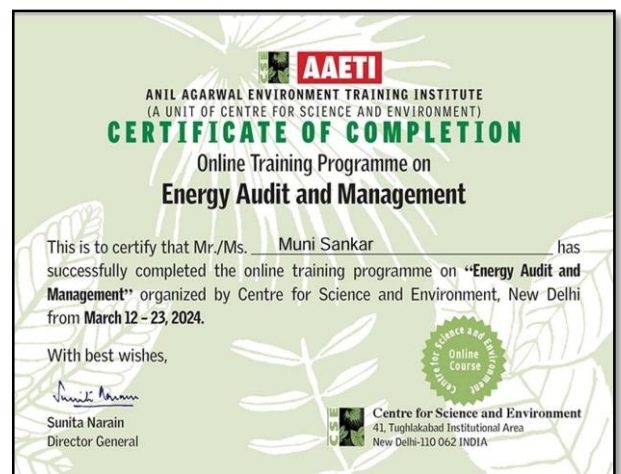 CSE AAETI
ANIL AGARWAL ENVIRONMENT TRAINING INSTITUTE
(A UNIT OF CENTRE FOR SCIENCE AND ENVIRONMENT)
CERTIFICATE OF COMPLETION
Online Training Programme on
Energy Audit and Management
This is to certify that Mr./Ms. Muni Sankar has
successfully completed the online training programme on “Energy Audit and
Management” organized by Centre for Science and Environment, New Delhi
from March 12 – 23, 2024.
With best wishes,
Sunita Narain
Sunita Narain
Director General
Centre for Science and Environment
Online
Course
CSE
Centre for Science and Environment
41, Tughlakabad Institutional Area
New Delhi-110 062 INDIA